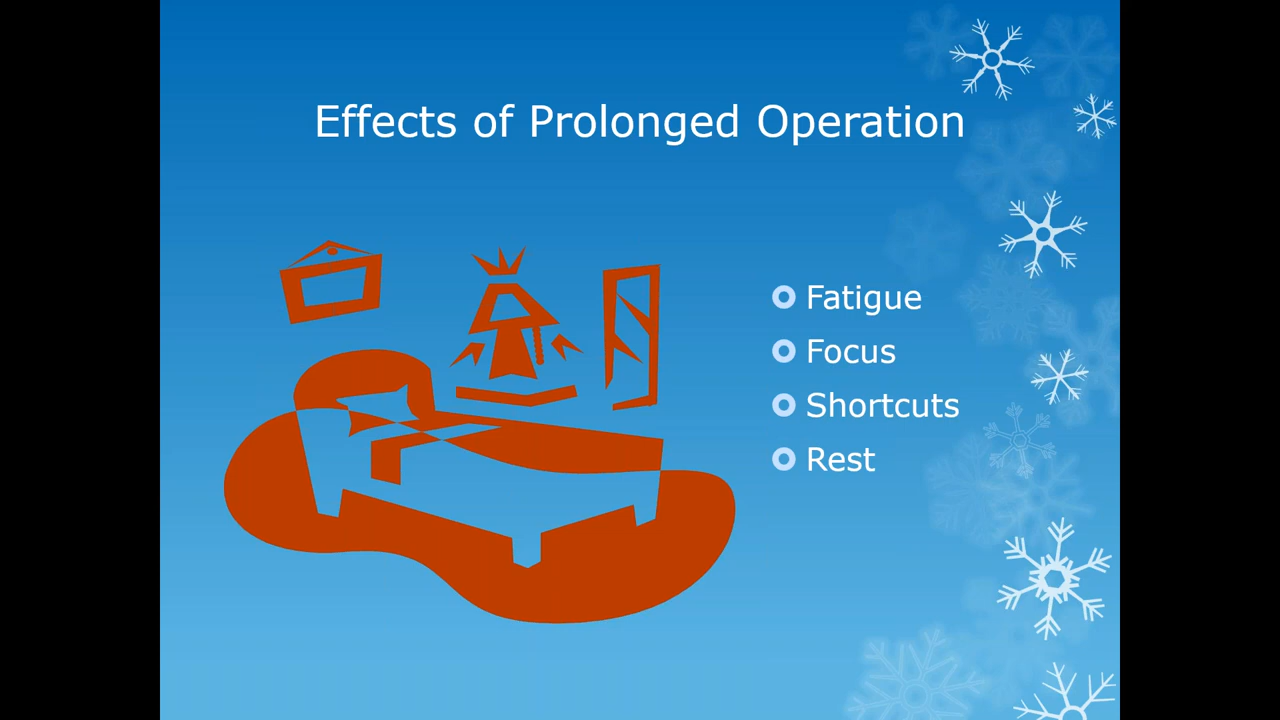 Effects of Prolonged Operation
Fatigue
Focus
Shortcuts
Rest